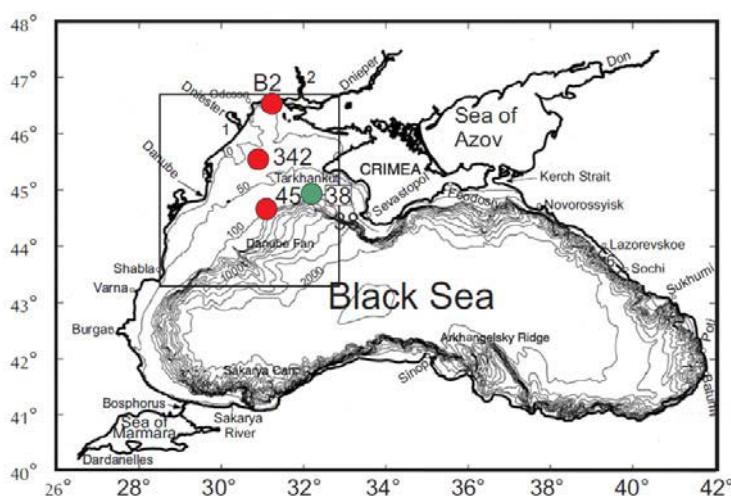 48°
47°
46°
45°
44°
43°
42°
41°
40°
26°
28°
30°
32°
34°
36°
38°
40°
42°
B2
2
Odessa
Dnieper
Don
Dniester
1
Sea of
Azov
10
342
CRIMEA
Danube
Tarkhankut
Kerch Strait
50
45
38
Sevastopol
Feodosiya
Novorossyisk
100
Danube Fan
Lazorevskoe
Shabla
1000
2000
Sochi
Varna
Black Sea
Sukhumi
Burgas
Poti
Arkhangelsky Ridge
Sakarya Can
Sinop
Batumi
Bosphorus
Sea of
Marmara
Sakarya
River
Dardanelles